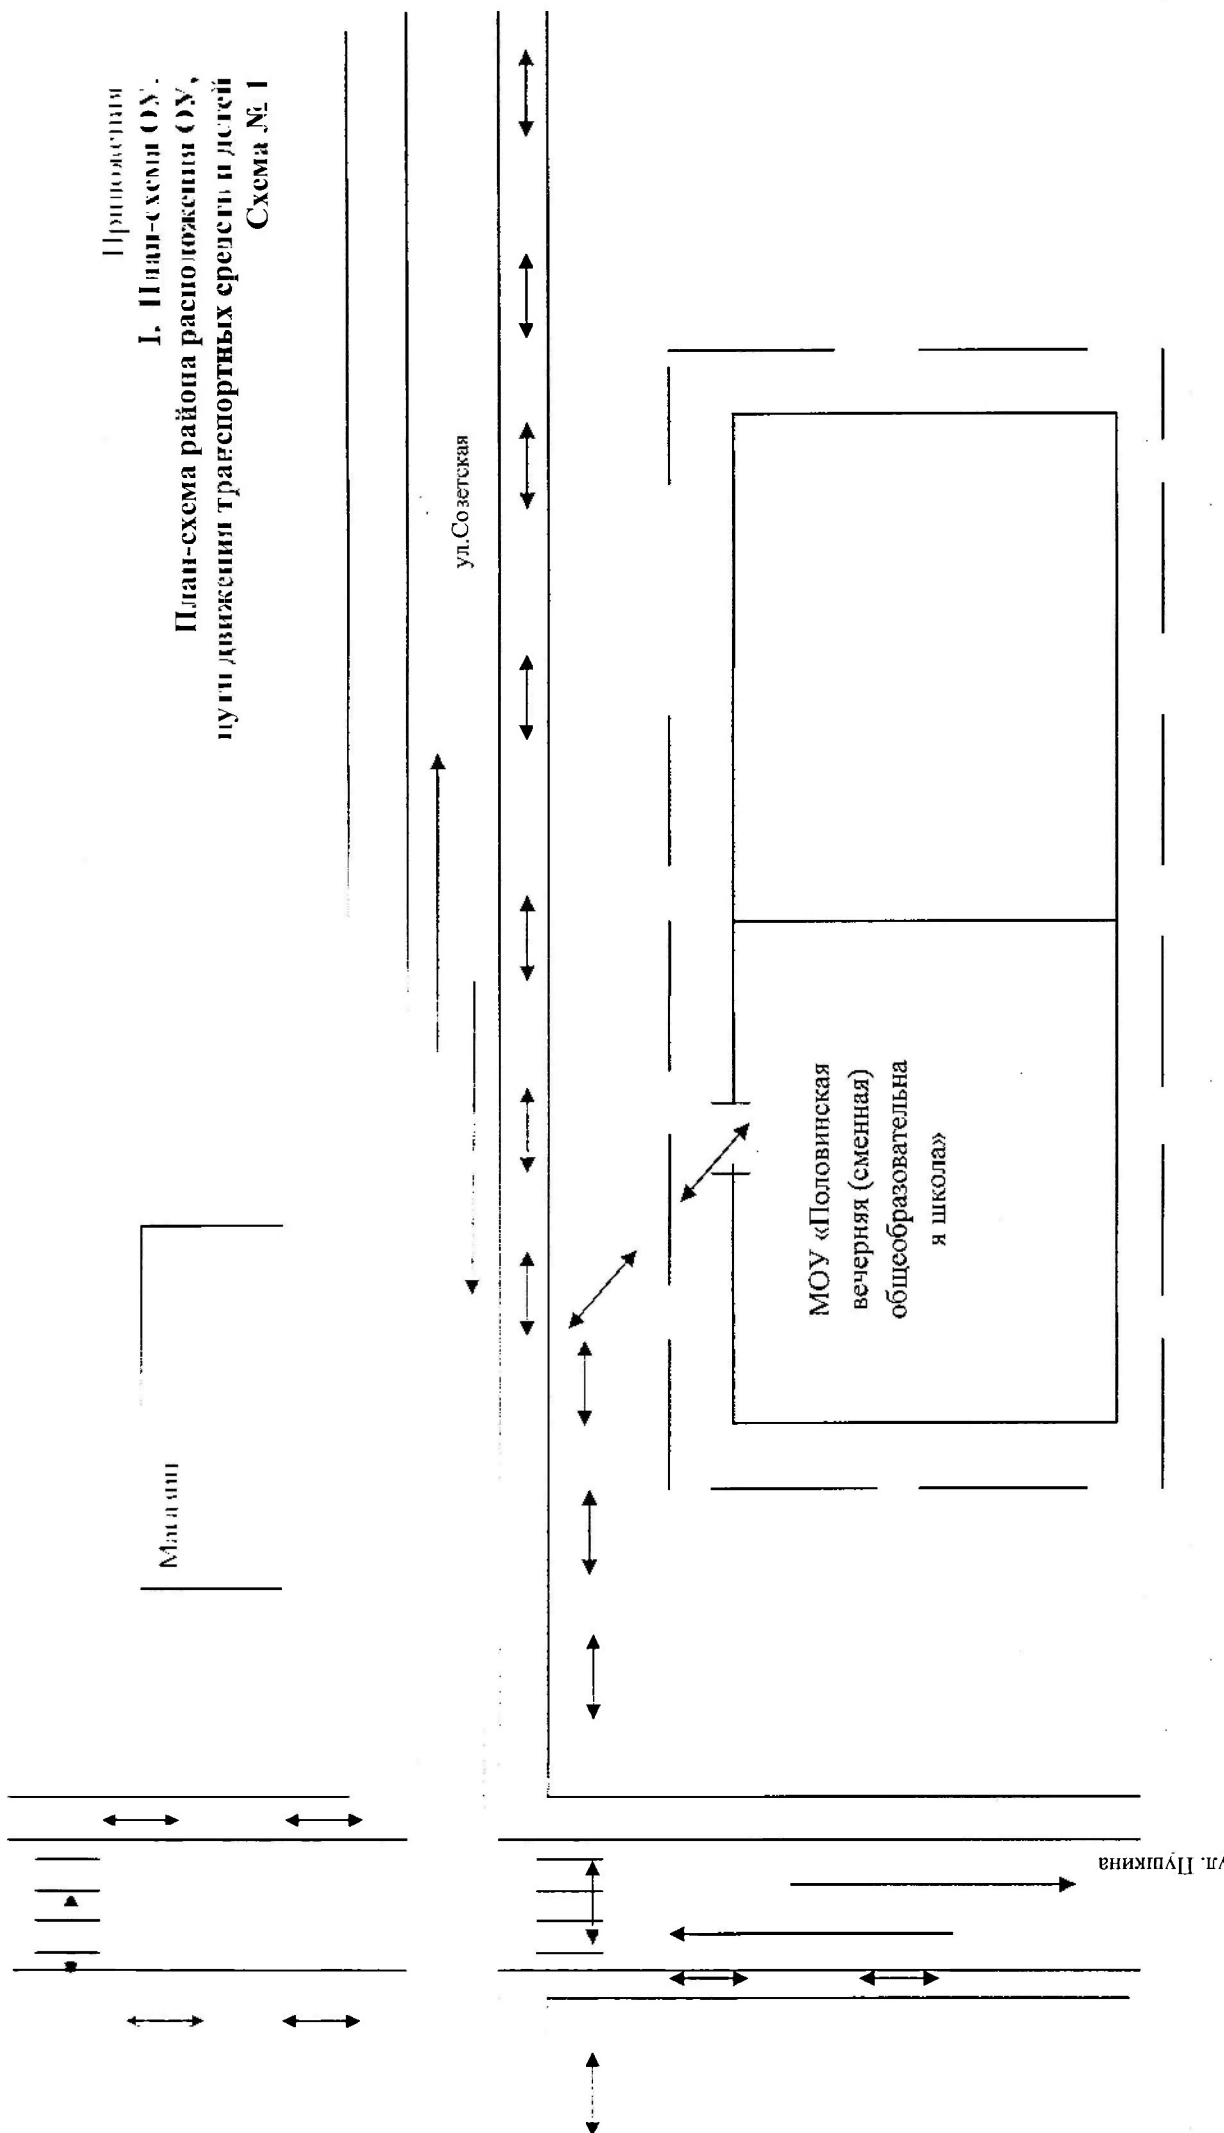 Приложения
I. План-схемы ОУ.
План-схема района расположения ОУ,
пути движения транспортных средств и детей
Схема № 1
ул.Советская
Магазин
МОУ «Половинская
вечерняя (сменная)
общеобразовательна
я школа»
ул. Пушкина